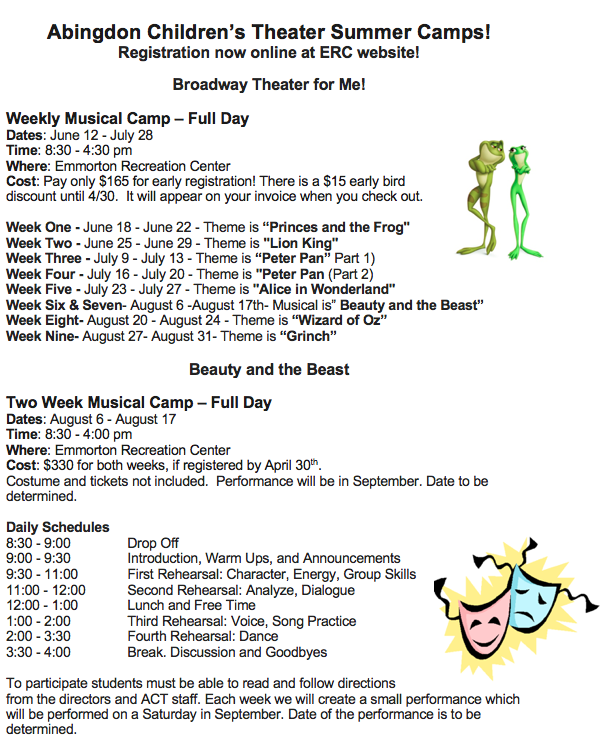 Abingdon Children’s Theater Summer Camps!
Registration now online at ERC website!
Broadway Theater for Me!
Weekly Musical Camp – Full Day
Dates: June 12 - July 28
Time: 8:30 - 4:30 pm
Where: Emmorton Recreation Center
Cost: Pay only $165 for early registration! There is a $15 early bird
discount until 4/30.  It will appear on your invoice when you check out.
Week One - June 18 - June 22 - Theme is “Princes and the Frog"
Week Two - June 25 - June 29 - Theme is "Lion King"
Week Three - July 9 - July 13 - Theme is “Peter Pan” Part 1)
Week Four - July 16 - July 20 - Theme is "Peter Pan (Part 2)
Week Five - July 23 - July 27 - Theme is "Alice in Wonderland"
Week Six & Seven- August 6 -August 17th- Musical is” Beauty and the Beast”
Week Eight- August 20 - August 24 - Theme is “Wizard of Oz”
Week Nine- August 27- August 31- Theme is “Grinch”
Beauty and the Beast
Two Week Musical Camp – Full Day
Dates: August 6 - August 17
Time: 8:30 - 4:00 pm
Where: Emmorton Recreation Center
Cost: $330 for both weeks, if registered by April 30th.
Costume and tickets not included.  Performance will be in September. Date to be
determined.
Daily Schedules
8:30 - 9:00 Drop Off
9:00 - 9:30 Introduction, Warm Ups, and Announcements
9:30 - 11:00 First Rehearsal: Character, Energy, Group Skills
11:00 - 12:00 Second Rehearsal: Analyze, Dialogue
12:00 - 1:00 Lunch and Free Time
1:00 - 2:00 Third Rehearsal: Voice, Song Practice
2:00 - 3:30 Fourth Rehearsal: Dance
3:30 - 4:00 Break. Discussion and Goodbyes
To participate students must be able to read and follow directions
from the directors and ACT staff. Each week we will create a small performance which
will be performed on a Saturday in September. Date of the performance is to be
determined.